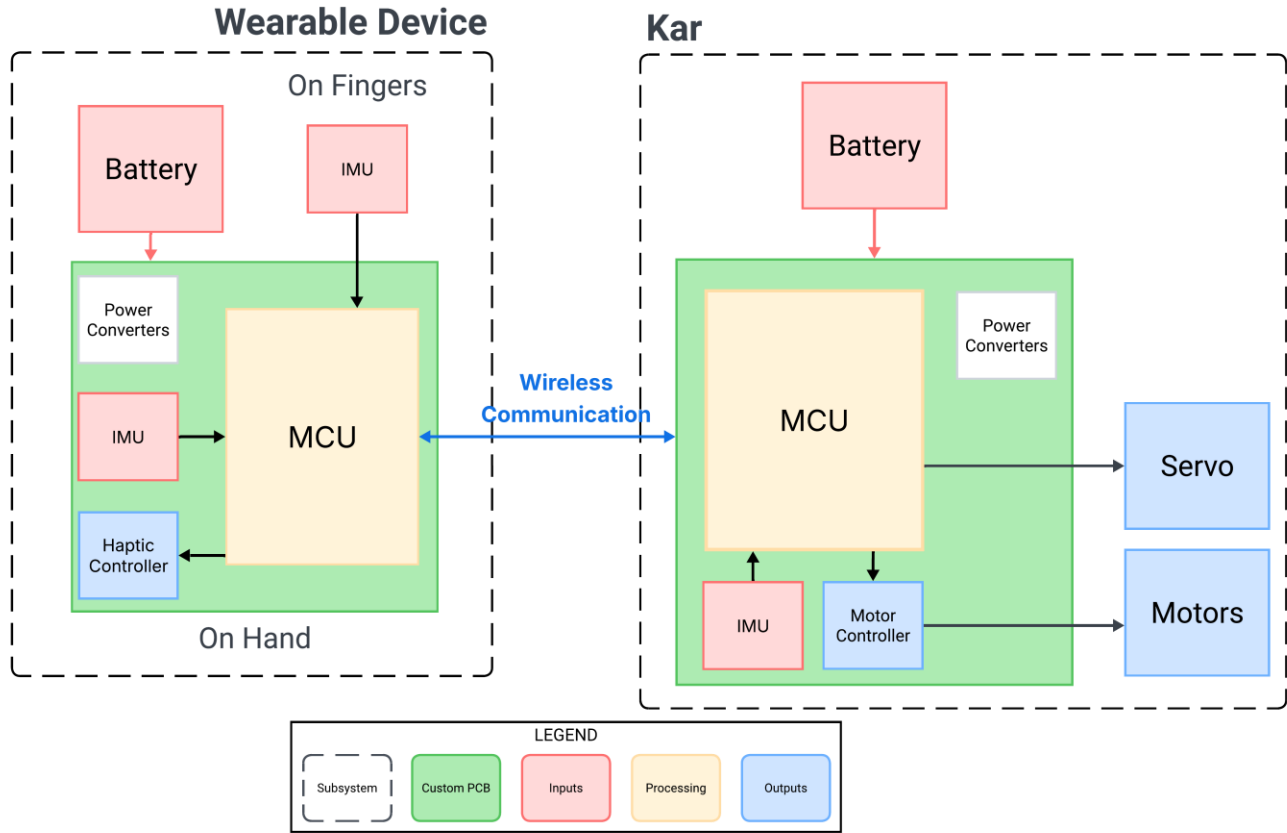 Wearable Device
On Fingers
Battery
IMU
Power
Converters
IMU
MCU
Haptic
Controller
On Hand
Wireless
Communication
Kar
Battery
MCU
Power
Converters
Servo
IMU
Motor
Controller
Motors
LEGEND
Subsystem
Custom PCB
Inputs
Processing
Outputs